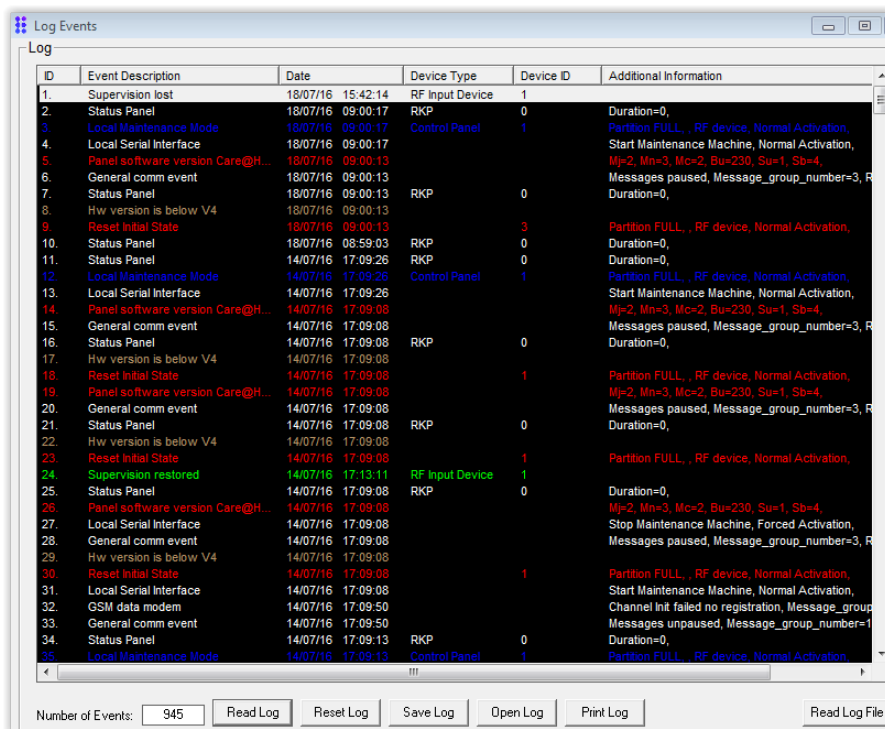 Log Events
Log
ID Event Description Date Device Type Device ID Additional Information
1. Supervision lost 18/07/16 15:42:14 RF Input Device 1
2. Status Panel 18/07/16 09:00:17 RKP 0 Duration=0,
3. Local Maintenance Mode 18/07/16 09:00:17 Control Panel 1 Partition FULL, , RF device, Normal Activation,
4. Local Serial Interface 18/07/16 09:00:17 Start Maintenance Machine, Normal Activation,
5. Panel software version Care@H... 18/07/16 09:00:13 Mj=2, Mn=3, Mc=2, Bu=230, Su=1, Sb=4,
6. General comm event 18/07/16 09:00:13 Messages paused, Message_group_number=3, R
7. Status Panel 18/07/16 09:00:13 RKP 0 Duration=0,
8. Hw version is below V4 18/07/16 09:00:13
9. Reset Initial State 18/07/16 09:00:13 3 Partition FULL, , RF device, Normal Activation,
10. Status Panel 18/07/16 08:59:03 RKP 0 Duration=0,
11. Status Panel 14/07/16 17:09:26 RKP 0 Duration=0,
12. Local Maintenance Mode 14/07/16 17:09:26 Control Panel 1 Partition FULL, , RF device, Normal Activation,
13. Local Serial Interface 14/07/16 17:09:26 Start Maintenance Machine, Normal Activation,
14. Panel software version Care@H... 14/07/16 17:09:08 Mj=2, Mn=3, Mc=2, Bu=230, Su=1, Sb=4,
15. General comm event 14/07/16 17:09:08 Messages paused, Message_group_number=3, R
16. Status Panel 14/07/16 17:09:08 RKP 0 Duration=0,
17. Hw version is below V4 14/07/16 17:09:08
18. Reset Initial State 14/07/16 17:09:08 1 Partition FULL, , RF device, Normal Activation,
19. Panel software version Care@H... 14/07/16 17:09:08 Mj=2, Mn=3, Mc=2, Bu=230, Su=1, Sb=4,
20. General comm event 14/07/16 17:09:08 Messages paused, Message_group_number=3, R
21. Status Panel 14/07/16 17:09:08 RKP 0 Duration=0,
22. Hw version is below V4 14/07/16 17:09:08
23. Reset Initial State 14/07/16 17:09:08 1 Partition FULL, , RF device, Normal Activation,
24. Supervision restored 14/07/16 17:13:11 RF Input Device 1
25. Status Panel 14/07/16 17:09:08 RKP 0 Duration=0,
26. Panel software version Care@H... 14/07/16 17:09:08 Mj=2, Mn=3, Mc=2, Bu=230, Su=1, Sb=4,
27. Local Serial Interface 14/07/16 17:09:08 Stop Maintenance Machine, Forced Activation,
28. General comm event 14/07/16 17:09:08 Messages paused, Message_group_number=3, R
29. Hw version is below V4 14/07/16 17:09:08
30. Reset Initial State 14/07/16 17:09:08 1 Partition FULL, , RF device, Normal Activation,
31. Local Serial Interface 14/07/16 17:09:08 Start Maintenance Machine, Normal Activation,
32. GSM data modem 14/07/16 17:09:50 Channel Init failed no registration, Message_group
33. General comm event 14/07/16 17:09:50 Messages unpaused, Message_group_number=1
34. Status Panel 14/07/16 17:09:13 RKP 0 Duration=0,
35. Local Maintenance Mode 14/07/16 17:09:13 Control Panel 1 Partition FULL, , RF device, Normal Activation,
Number of Events: 945 Read Log Reset Log Save Log Open Log Print Log Read Log File